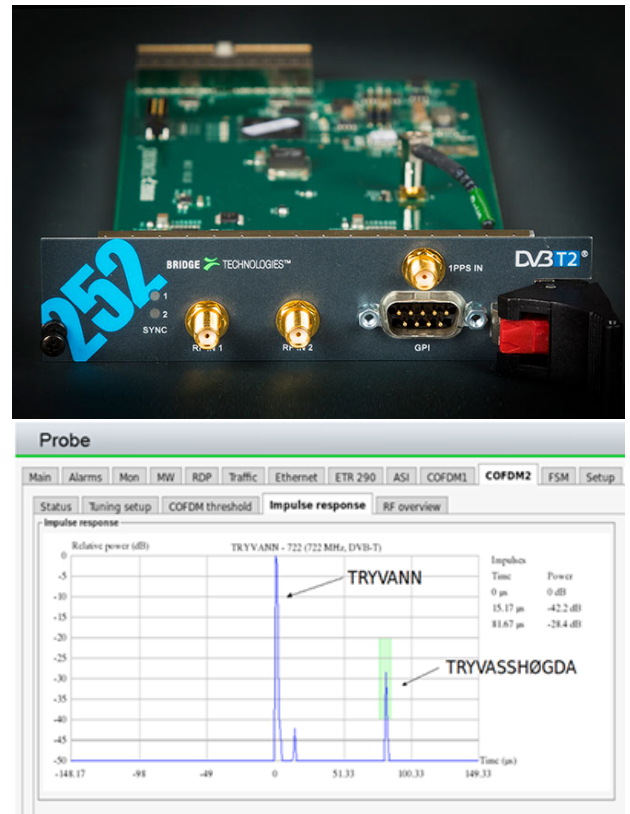 252
BRIDGE TECHNOLOGIES™
DVB T2®
1PPS IN
1
2
SYNC
RF IN 1
RF IN 2
GPI
Probe
Main Alarms Mon MW RDP Traffic Ethernet ETR 290 ASI COFDM1 COFDM2 FSM Setup
Status Tuning setup COFDM threshold Impulse response RF overview
Impulse response
Relative power (dB)
TRYVANN - 722 (722 MHz, DVB-T)
Impulses
Time Power
0 µs 0 dB
15.17 µs -42.2 dB
81.67 µs -28.4 dB
TRYVANN
TRYVASSHØGDA
0
-5
-10
-15
-20
-25
-30
-35
-40
-45
-50
Time (µs)
-148.17 -98 -49 0 51.33 100.33 149.33